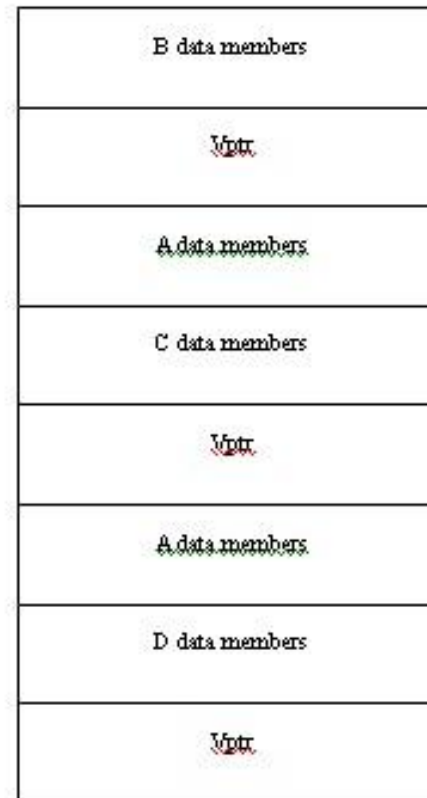 B data members
Vptr
A data members
C data members
Vptr
A data members
D data members
Vptr